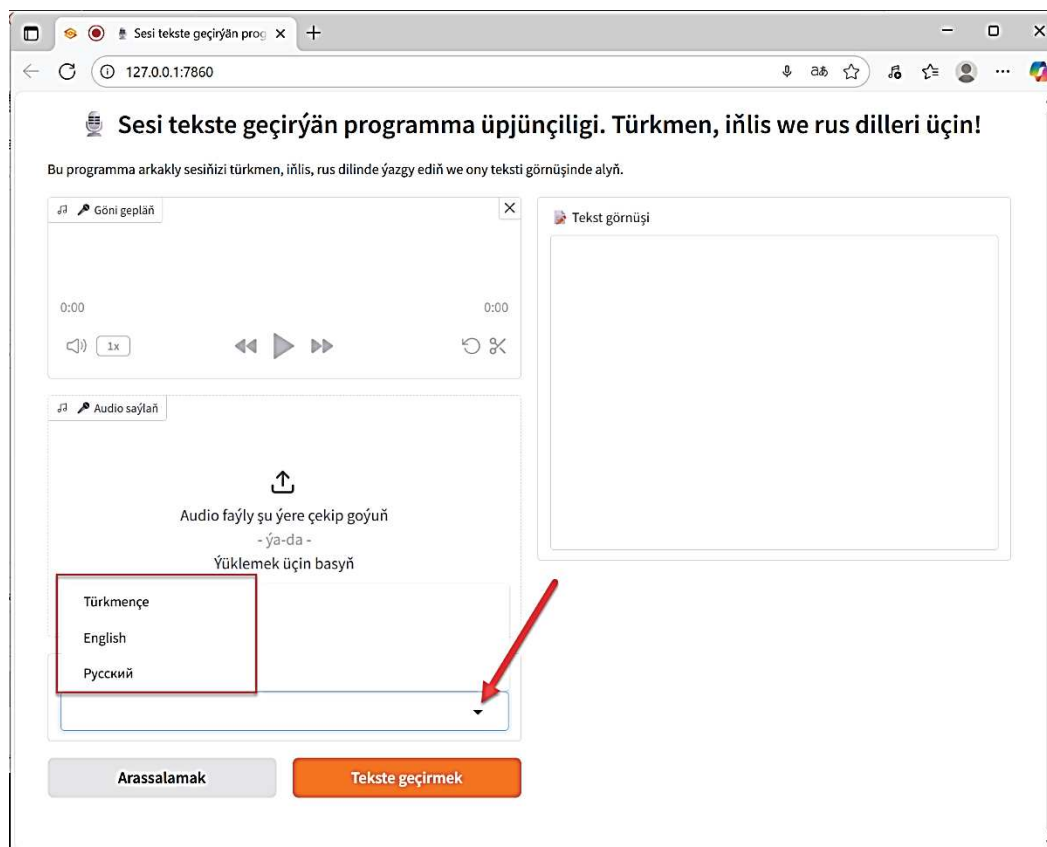 Sesi tekste geçirýän prog
127.0.0.1:7860
Sesi tekste geçirýän programma üpjünçiligi. Türkmen, iňlis we rus dilleri üçin!
Bu programma arkakly sesiňizi türkmen, iňlis, rus dilinde ýazgy ediň we ony teksti görnüşinde alyň.
Göni gepläň
Tekst görnüşi
0:00
0:00
1x
Audio saýlaň
Audio faýly şu ýere çekip goýuň
- ýa-da -
Ýüklemek üçin basyň
Türkmençe
English
Русский
Arassalamak
Tekste geçirmek